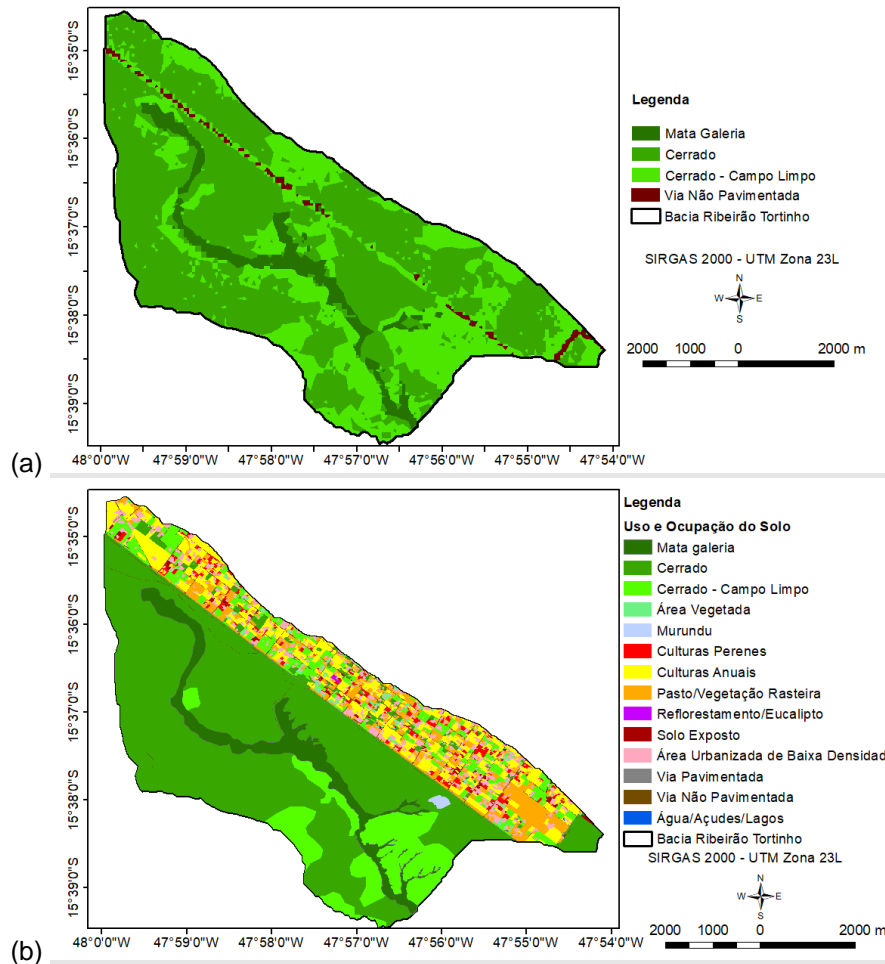 15°35'0"S
15°36'0"S
15°37'0"S
15°38'0"S
15°39'0"S
48°0'0"W 47°59'0"W 47°58'0"W 47°57'0"W 47°56'0"W 47°55'0"W 47°54'0"W
Legenda
Mata Galeria
Cerrado
Cerrado - Campo Limpo
Via Não Pavimentada
Bacia Ribeirão Tortinho
SIRGAS 2000 - UTM Zona 23L
N
W E
S
2000 1000 0 2000 m
(a)
15°35'0"S
15°36'0"S
15°37'0"S
15°38'0"S
15°39'0"S
48°0'0"W 47°59'0"W 47°58'0"W 47°57'0"W 47°56'0"W 47°55'0"W 47°54'0"W
Legenda
Uso e Ocupação do Solo
Mata galeria
Cerrado
Cerrado - Campo Limpo
Área Vegetada
Murundu
Culturas Perenes
Culturas Anuais
Pasto/Vegetação Rasteira
Reflorestamento/Eucalipto
Solo Exposto
Área Urbanizada de Baixa Densidad
Via Pavimentada
Via Não Pavimentada
Água/Açudes/Lagos
Bacia Ribeirão Tortinho
SIRGAS 2000 - UTM Zona 23L
N
W E
S
2000 1000 0 2000 m
(b)